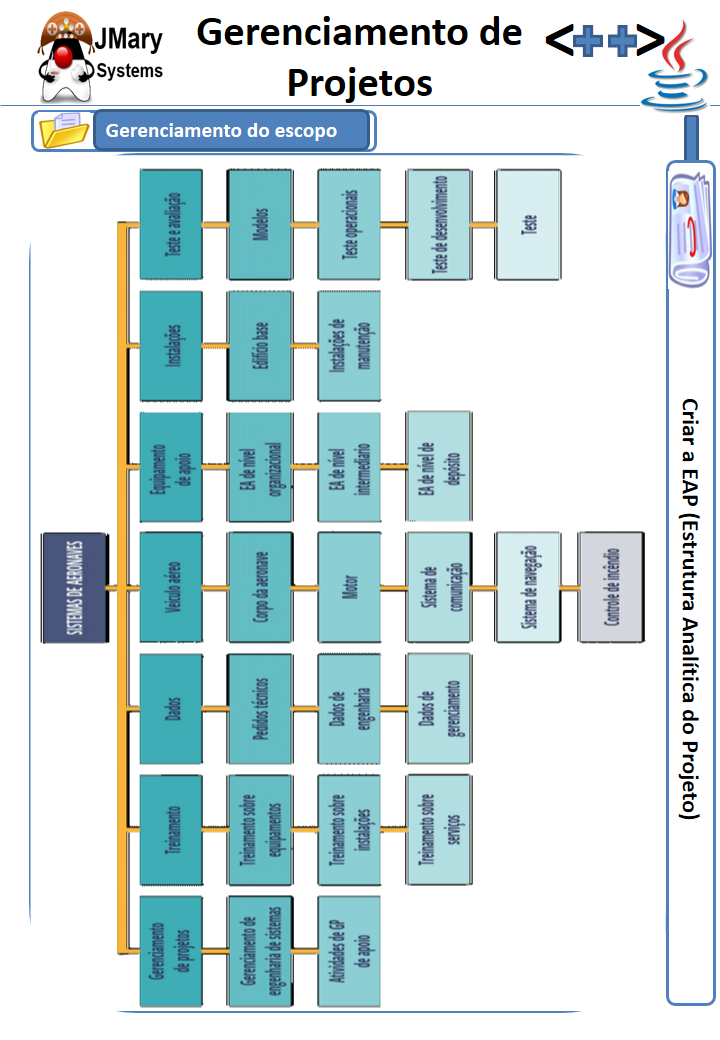 JMary
Systems
Gerenciamento de
Projetos
<++>
Gerenciamento do escopo
SISTEMAS DE AERONAVES
Gerenciamento
de projetos
Gerenciamento de
engenharia de sistemas
Atividades de GP
de apoio
Treinamento
Treinamento sobre
equipamentos
Treinamento sobre
instalações
Treinamento sobre
serviços
Dados
Pedidos técnicos
Dados de
engenharia
Dados de
gerenciamento
Veículo aéreo
Corpo da aeronave
Motor
Sistema de
comunicação
Sistema de navegação
Controle de incêndio
Equipamento
de apoio
EA de nível
organizacional
EA de nível
intermediario
EA de nível de
depósito
Instalações
Edifício base
Instalações de
manutenção
Teste e avaliação
Modelos
Teste operacionais
Teste de desenvolvimento
Teste
Criar a EAP (Estrutura Analítica do Projeto)